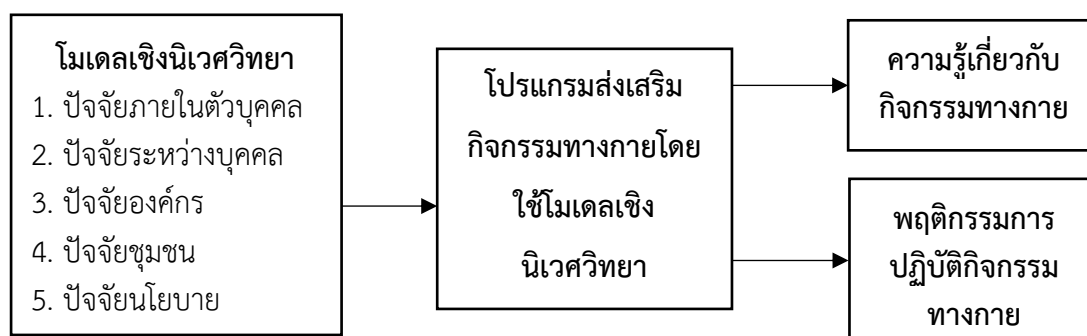 โมเดลเชิงนิเวศวิทยา
1. ปัจจัยภายในตัวบุคคล
2. ปัจจัยระหว่างบุคคล
3. ปัจจัยองค์กร
4. ปัจจัยชุมชน
5. ปัจจัยนโยบาย
โปรแกรมส่งเสริม
กิจกรรมทางกายโดย
ใช้โมเดลเชิง
นิเวศวิทยา
ความรู้เกี่ยวกับ
กิจกรรมทางกาย
พฤติกรรมการ
ปฏิบัติกิจกรรม
ทางกาย